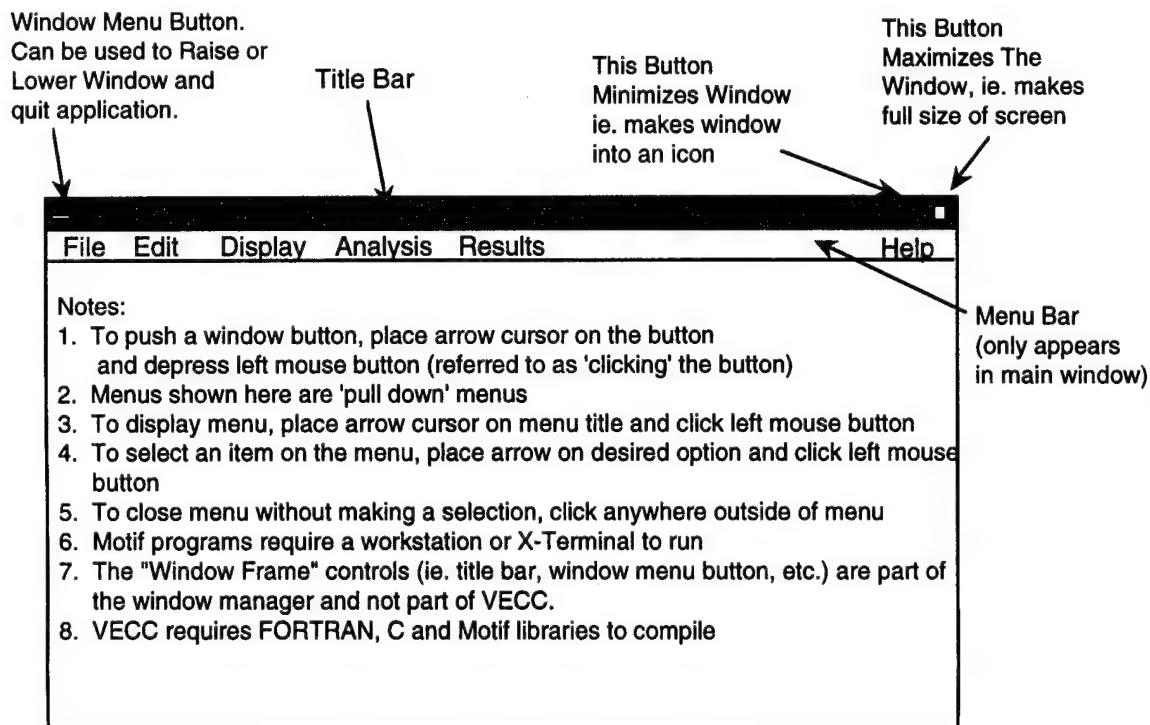 Window Menu Button.
Can be used to Raise or
Lower Window and
quit application.
Title Bar
This Button
Minimizes Window
ie. makes window
into an icon
This Button
Maximizes The
Window, ie. makes
full size of screen
File Edit Display Analysis Results Help
Notes:
1. To push a window button, place arrow cursor on the button
and depress left mouse button (referred to as 'clicking' the button)
2. Menus shown here are 'pull down' menus
3. To display menu, place arrow cursor on menu title and click left mouse button
4. To select an item on the menu, place arrow on desired option and click left mouse
button
5. To close menu without making a selection, click anywhere outside of menu
6. Motif programs require a workstation or X-Terminal to run
7. The "Window Frame" controls (ie. title bar, window menu button, etc.) are part of
the window manager and not part of VECC.
8. VECC requires FORTRAN, C and Motif libraries to compile
Menu Bar
(only appears
in main window)